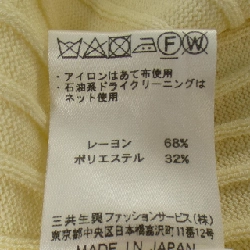 F W
・アイロンはあて布使用
・石油系ドライクリーニングは
ネット使用
レーヨン 68%
ポリエステル 32%
三共生興ファッションサービス(株)
東京都中央区日本橋富沢町11番12号
MADE IN JAPAN